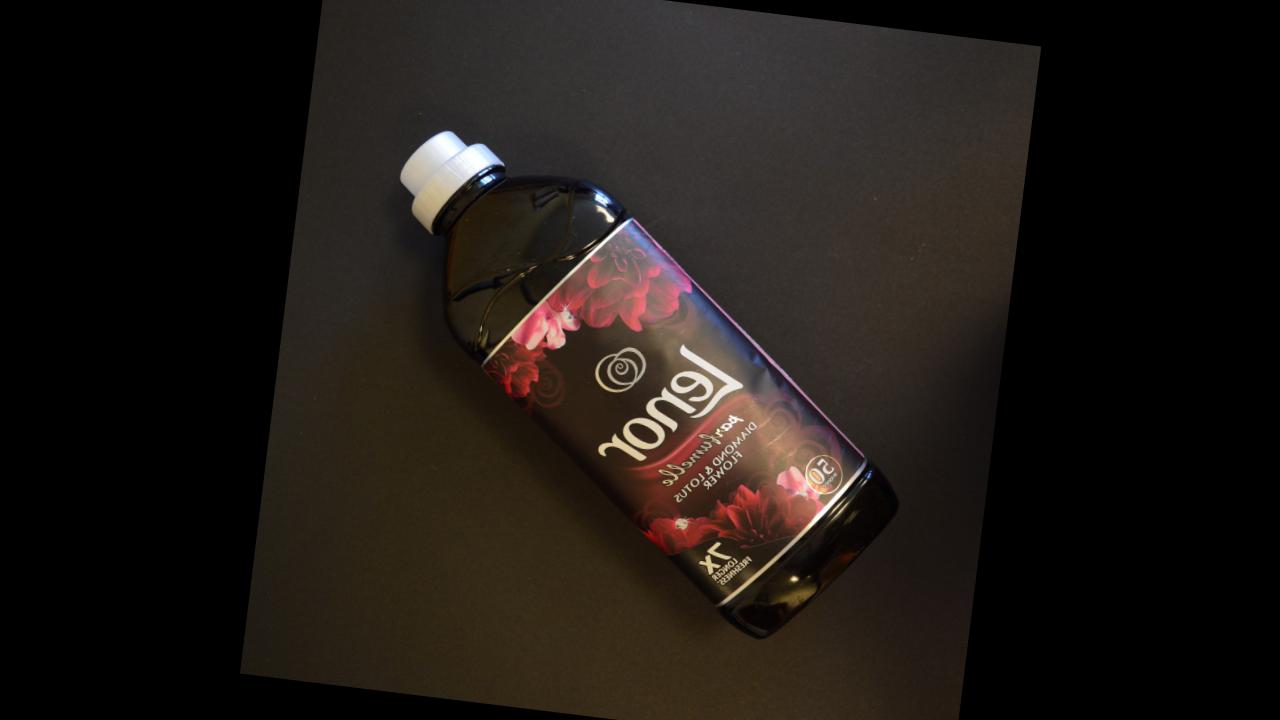 Lenor
parfumelle
DIAMOND & LOTUS
FLOWER
50
7x
LONGER
FRESHNESS